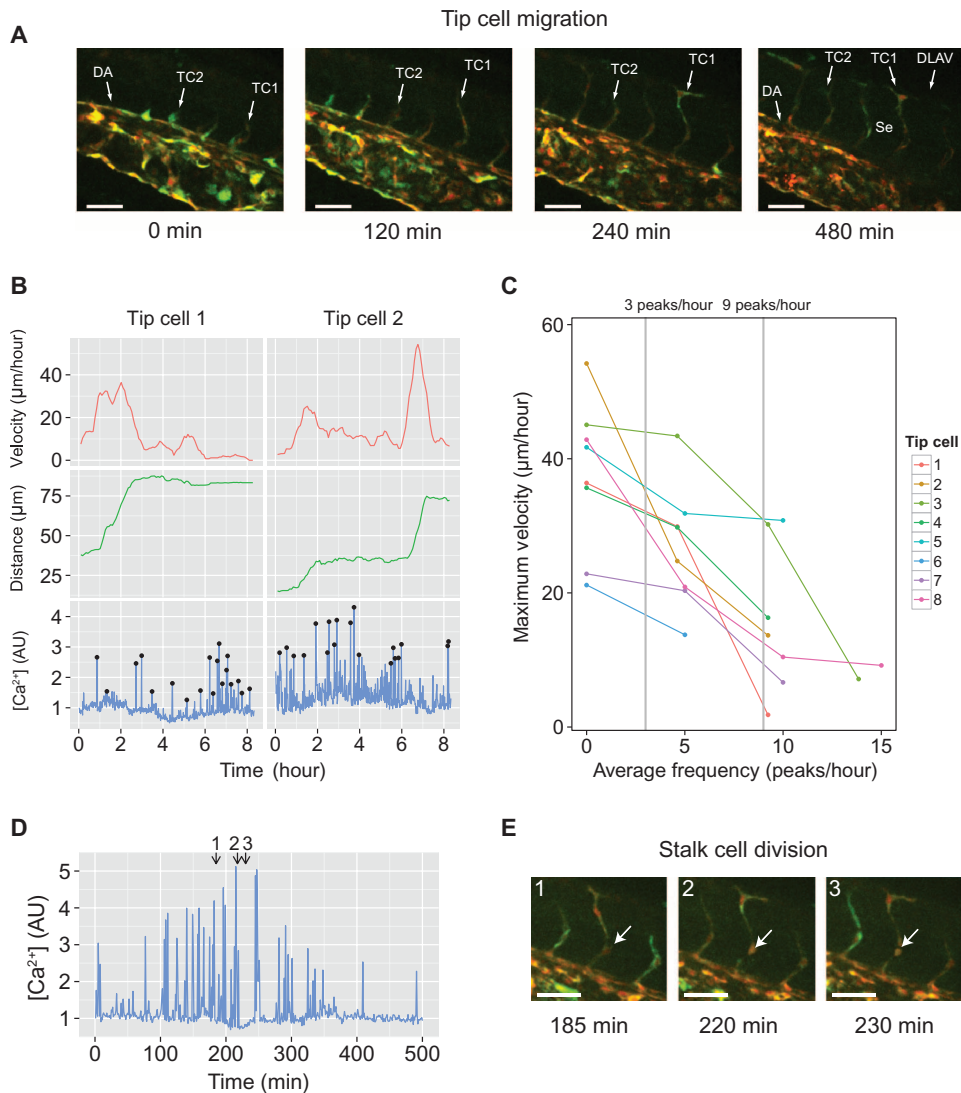 Tip cell migration
A
DA
TC2
TC1
TC2
TC1
TC2
TC1
TC2
TC1
DLAV
DA
Se
0 min
120 min
240 min
480 min
B
Tip cell 1
Tip cell 2
Velocity (µm/hour)
40
20
0
Distance (µm)
75
50
25
[Ca²⁺] (AU)
4
3
2
1
0 2 4 6 8 0 2 4 6 8
Time (hour)
C
3 peaks/hour 9 peaks/hour
Maximum velocity (µm/hour)
60
40
20
0
0 5 10 15
Average frequency (peaks/hour)
Tip cell
1
2
3
4
5
6
7
8
D
1 2 3
[Ca²⁺] (AU)
5
4
3
2
1
0 100 200 300 400 500
Time (min)
E
Stalk cell division
1
2
3
185 min
220 min
230 min